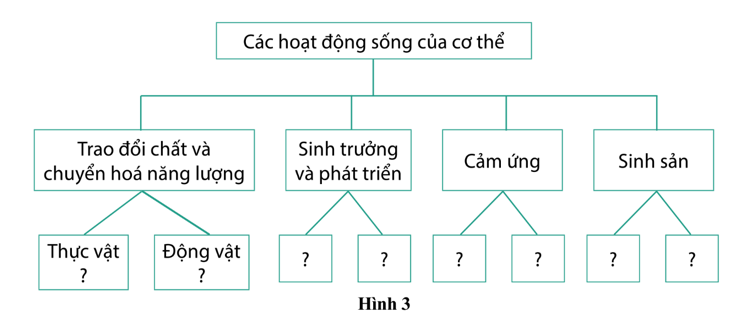 Các hoạt động sống của cơ thể
Trao đổi chất và
chuyển hoá năng lượng
Sinh trưởng
và phát triển
Cảm ứng
Sinh sản
Thực vật
?
Động vật
?
?
?
?
?
?
?
Hình 3